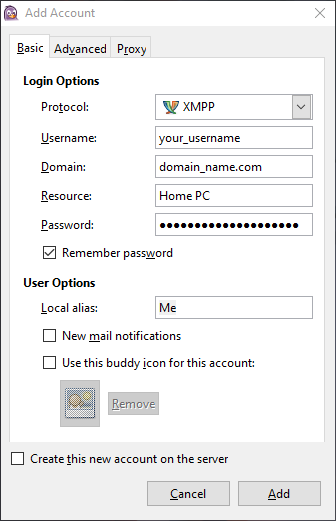 Add Account
Basic Advanced Proxy
Login Options
Protocol: XMPP
Username: your_username
Domain: domain_name.com
Resource: Home PC
Password: ●●●●●●●●●●●●●●●●●●●●
Remember password
User Options
Local alias: Me
New mail notifications
Use this buddy icon for this account:
Remove
Create this new account on the server
Cancel Add